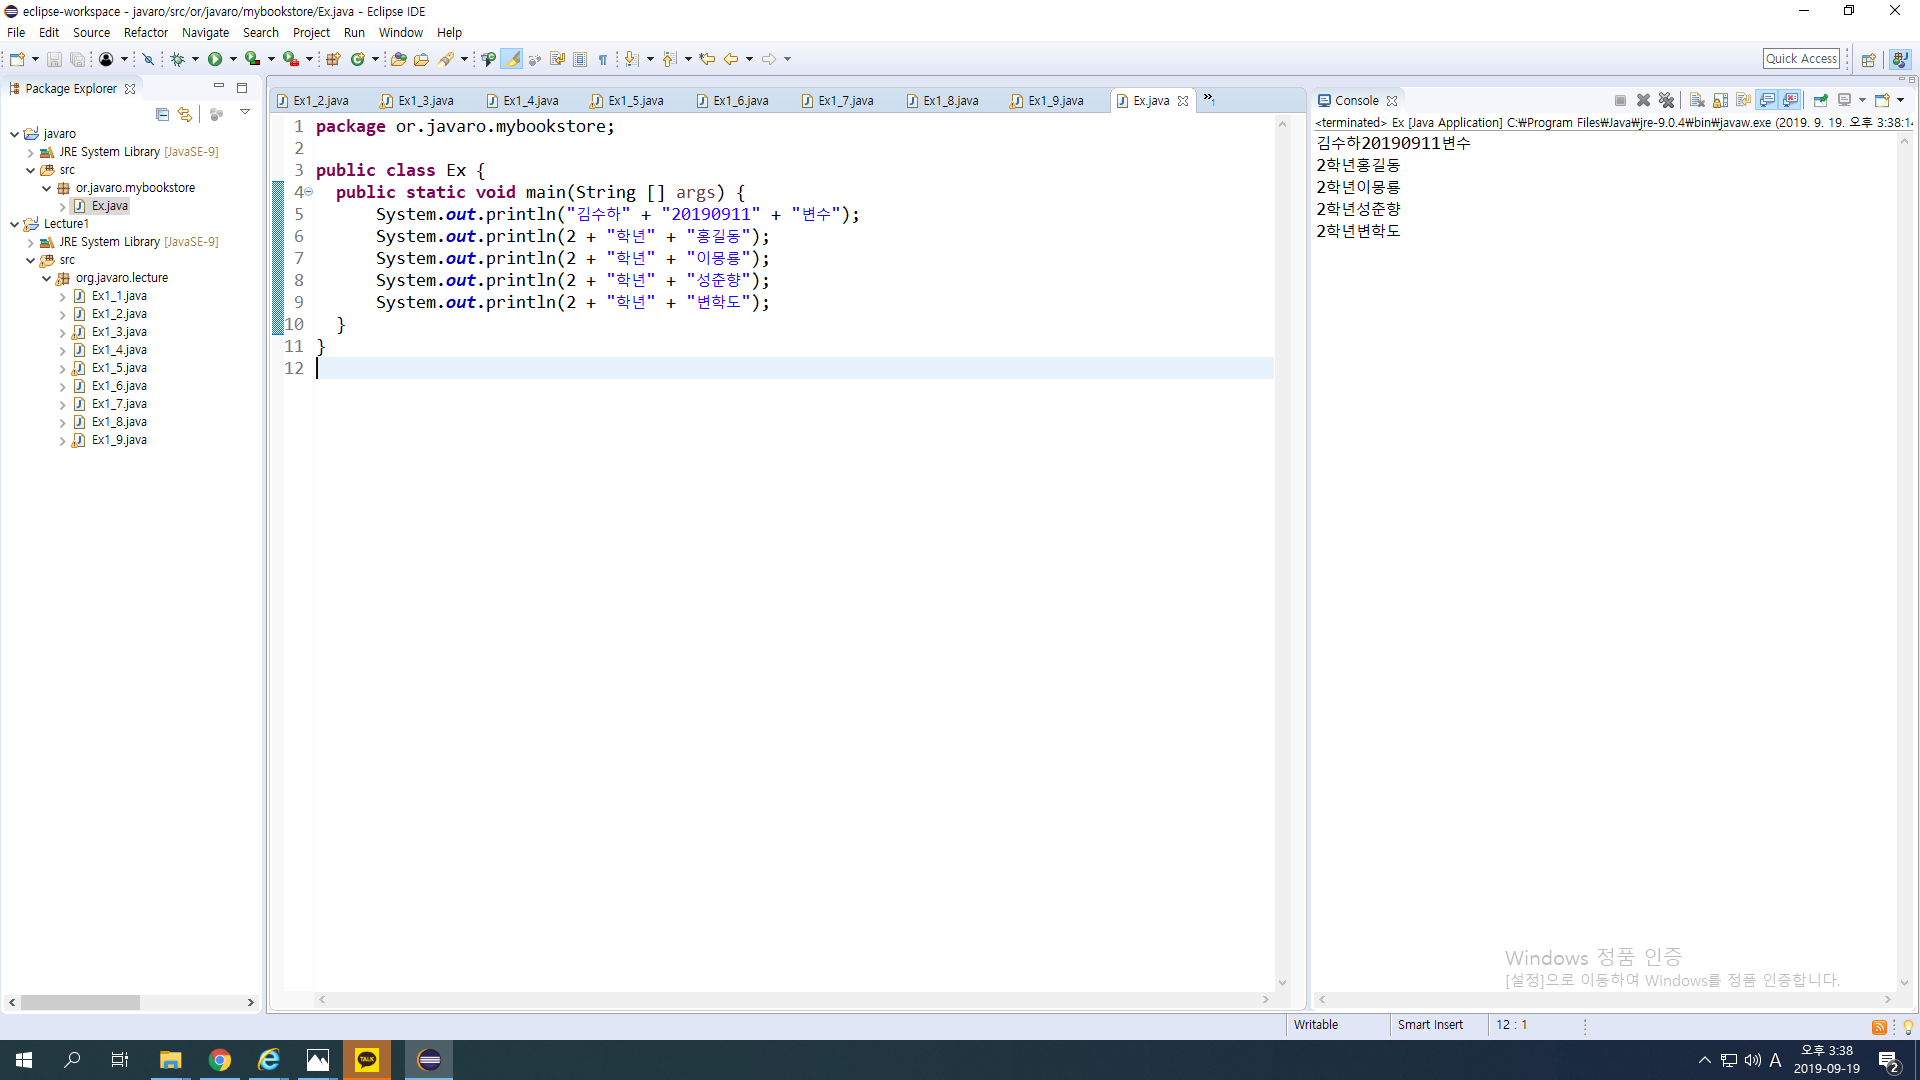 eclipse-workspace - javaro/src/or/javaro/mybookstore/Ex.java - Eclipse IDE
File Edit Source Refactor Navigate Search Project Run Window Help
Quick Access
Package Explorer
javaro
JRE System Library [JavaSE-9]
src
or.javaro.mybookstore
Ex.java
Lecture1
JRE System Library [JavaSE-9]
src
org.javaro.lecture
Ex1_1.java
Ex1_2.java
Ex1_3.java
Ex1_4.java
Ex1_5.java
Ex1_6.java
Ex1_7.java
Ex1_8.java
Ex1_9.java
Ex1_2.java Ex1_3.java Ex1_4.java Ex1_5.java Ex1_6.java Ex1_7.java Ex1_8.java Ex1_9.java Ex.java »1
1 package or.javaro.mybookstore;
2
3 public class Ex {
4 public static void main(String [] args) {
5 System.out.println("김수하" + "20190911" + "변수");
6 System.out.println(2 + "학년" + "홍길동");
7 System.out.println(2 + "학년" + "이몽룡");
8 System.out.println(2 + "학년" + "성춘향");
9 System.out.println(2 + "학년" + "변학도");
10 }
11 }
12
Console
<terminated> Ex [Java Application] C:₩Program Files₩Java₩jre-9.0.4₩bin₩javaw.exe (2019. 9. 19. 오후 3:38:14
김수하20190911변수
2학년홍길동
2학년이몽룡
2학년성춘향
2학년변학도
Windows 정품 인증
[설정]으로 이동하여 Windows를 정품 인증합니다.
Writable Smart Insert 12 : 1
TALK
A
오후 3:38
2019-09-19
2